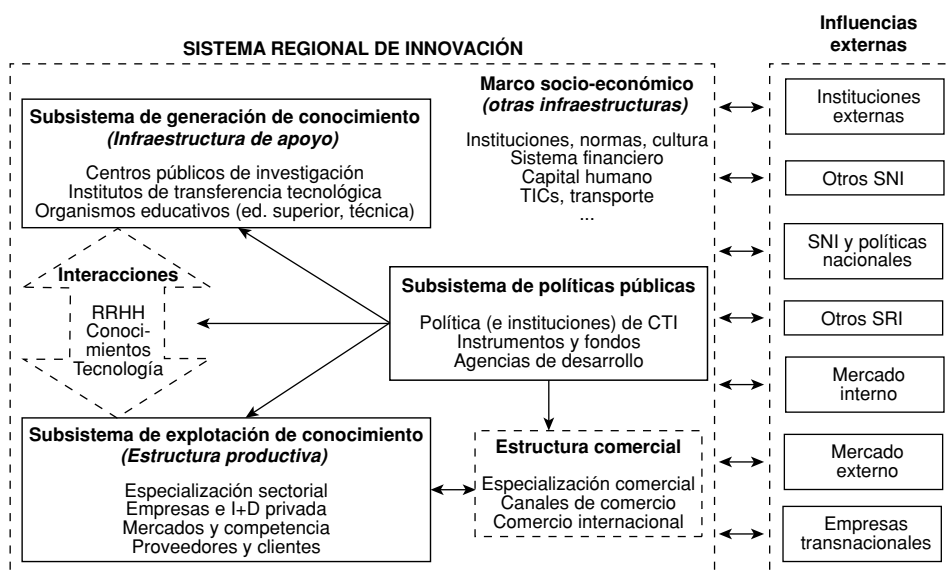 Influencias
externas
SISTEMA REGIONAL DE INNOVACIÓN
Marco socio-económico
(otras infraestructuras)
Instituciones, normas, cultura
Sistema financiero
Capital humano
TICs, transporte
...
Subsistema de generación de conocimiento
(Infraestructura de apoyo)
Centros públicos de investigación
Institutos de transferencia tecnológica
Organismos educativos (ed. superior, técnica)
Interacciones
RRHH
Conoci-
mientos
Tecnología
Subsistema de políticas públicas
Política (e instituciones) de CTI
Instrumentos y fondos
Agencias de desarrollo
Subsistema de explotación de conocimiento
(Estructura productiva)
Especialización sectorial
Empresas e I+D privada
Mercados y competencia
Proveedores y clientes
Estructura comercial
Especialización comercial
Canales de comercio
Comercio internacional
Instituciones
externas
Otros SNI
SNI y políticas
nacionales
Otros SRI
Mercado
interno
Mercado
externo
Empresas
transnacionales